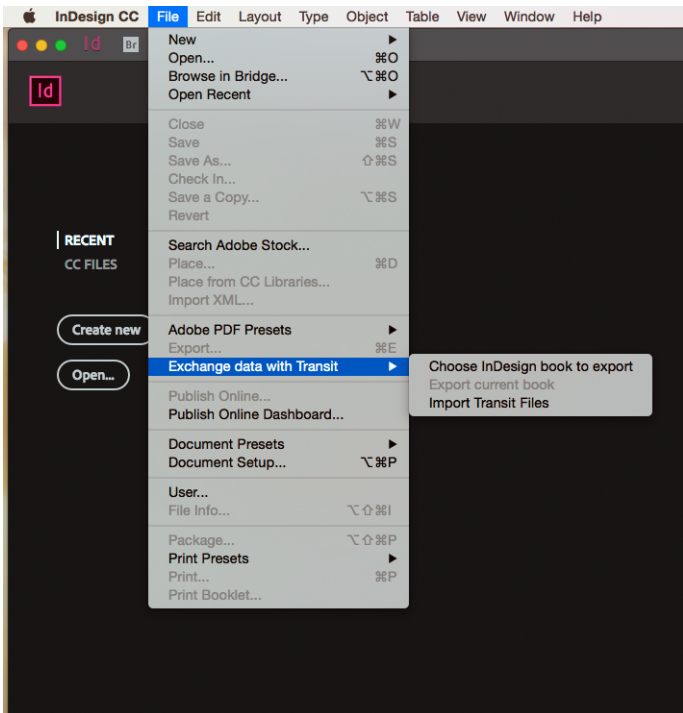 InDesign CC File Edit Layout Type Object Table View Window Help
Id Br
Id
RECENT
CC FILES
Create new
Open...
New ▶
Open... ⌘O
Browse in Bridge... ⌥⌘O
Open Recent ▶
Close ⌘W
Save ⌘S
Save As... ⇧⌘S
Check In...
Save a Copy... ⌥⌘S
Revert
Search Adobe Stock...
Place... ⌘D
Place from CC Libraries...
Import XML...
Adobe PDF Presets ▶
Export... ⌘E
Exchange data with Transit ▶
Publish Online...
Publish Online Dashboard...
Document Presets ▶
Document Setup... ⌥⌘P
User...
File Info... ⌥⇧⌘I
Package... ⌥⇧⌘P
Print Presets ▶
Print... ⌘P
Print Booklet...
Choose InDesign book to export
Export current book
Import Transit Files